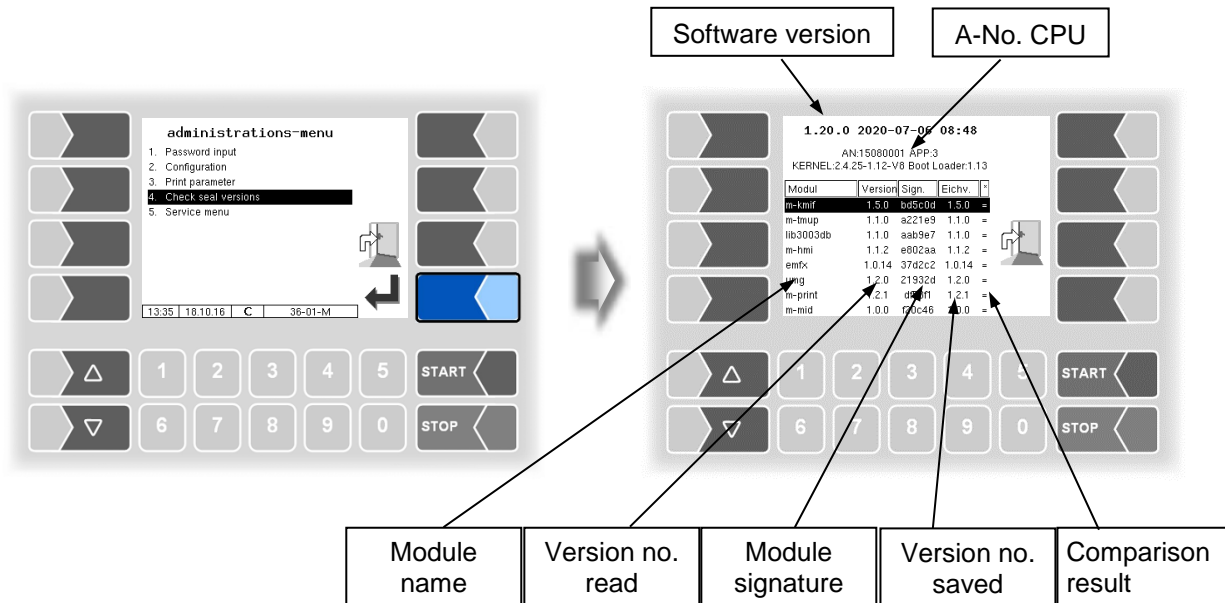 Software version
A-No. CPU
administrations-menu
1. Password input
2. Configuration
3. Print parameter
4. Check seal versions
5. Service menu
13:35 18.10.16 C 36-01-M
1 2 3 4 5 START
6 7 8 9 0 STOP
1.20.0 2020-07-06 08:48
AN:15080001 APP:3
KERNEL:2.4.25-1.12-V8 Boot Loader:1.13
Modul Version Sign. Eichv. *
m-kmif 1.5.0 bd5c0d 1.5.0 =
m-tmup 1.1.0 a221e9 1.1.0 =
lib3003db 1.1.0 aab9e7 1.1.0 =
m-hmi 1.1.2 e802aa 1.1.2 =
emfx 1.0.14 37d2c2 1.0.14 =
umg 1.2.0 21932d 1.2.0 =
m-print 1.2.1 =
m-mid 1.0.0 =
1 2 3 4 5 START
6 7 8 9 0 STOP
Module
name
Version no.
read
Module
signature
Version no.
saved
Comparison
result